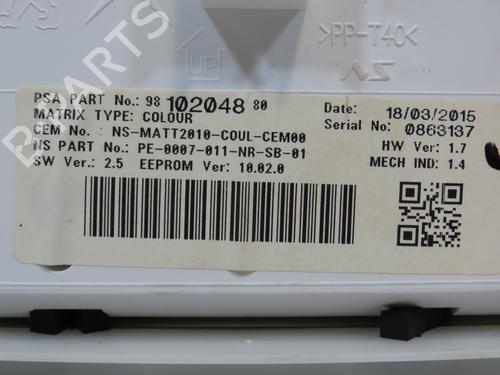 UP
>PP-T40<
PSA PART No.: 98 102048 80
MATRIX TYPE: COLOUR
CEM No. : NS-MATT2010-COUL-CEM00
NS PART No.: PE-0007-011-NR-SB-01
SW Ver.: 2.5 EEPROM Ver: 10.02.0
Date: 18/03/2015
Serial No: 0863137
HW Ver: 1.7
MECH IND: 1.4